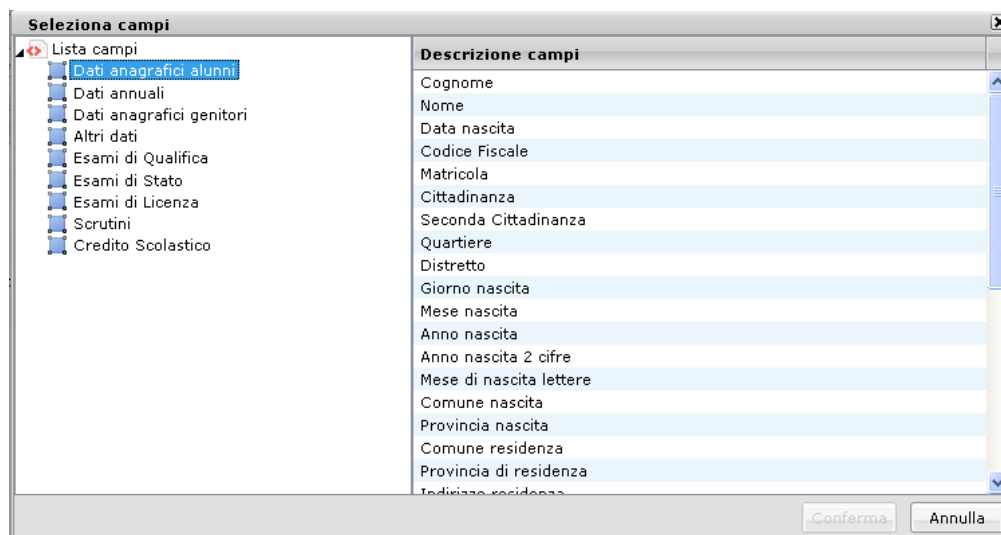 Seleziona campi
Lista campi
Dati anagrafici alunni
Dati annuali
Dati anagrafici genitori
Altri dati
Esami di Qualifica
Esami di Stato
Esami di Licenza
Scrutini
Credito Scolastico
Descrizione campi
Cognome
Nome
Data nascita
Codice Fiscale
Matricola
Cittadinanza
Seconda Cittadinanza
Quartiere
Distretto
Giorno nascita
Mese nascita
Anno nascita
Anno nascita 2 cifre
Mese di nascita lettere
Comune nascita
Provincia nascita
Comune residenza
Provincia di residenza
Indirizzo residenza
Conferma
Annulla